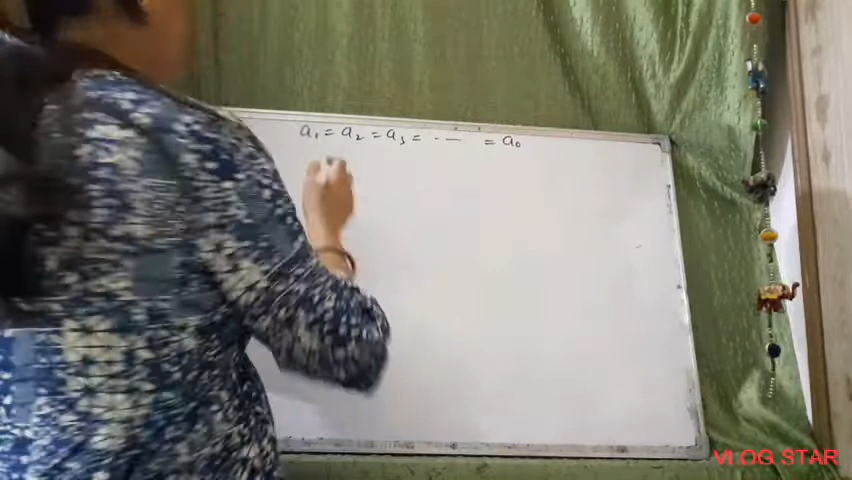 a₁ = a₂ = a₃ = . — = a₀
VLOG STAR